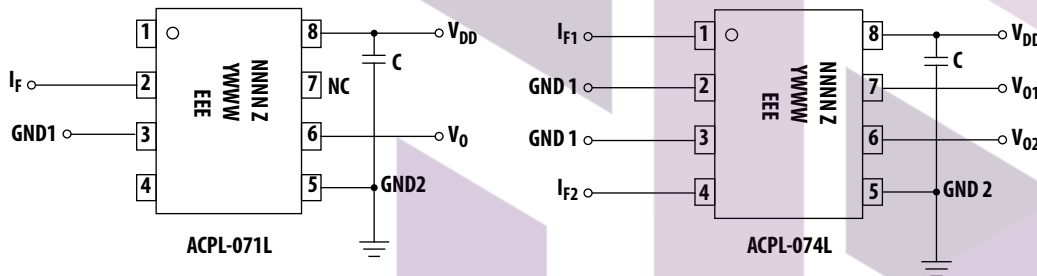 1
8
V_DD
C
I_F
2
7
NC
NNNN Z
YWWW
EEE
GND1
3
6
V_O
4
5
GND2
ACPL-071L
I_F1
1
8
V_DD
C
GND 1
2
7
V_O1
NNNN Z
YWWW
EEE
GND 1
3
6
V_O2
I_F2
4
5
GND 2
ACPL-074L